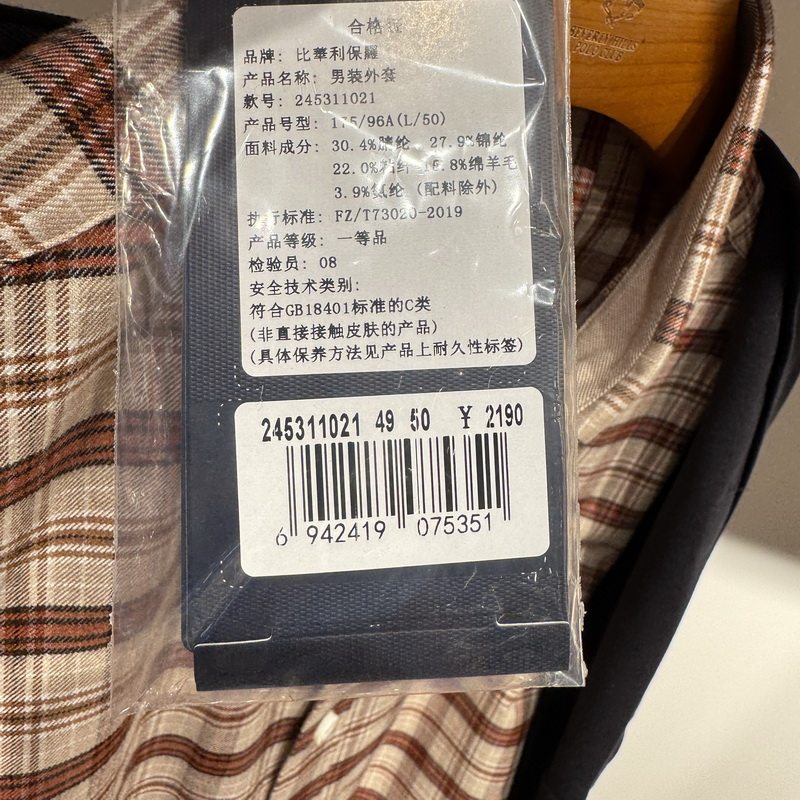 BEVERLY HILLS
POLO CLUB
合格证
品牌: 比華利保羅
产品名称: 男装外套
款号: 245311021
产品号型: 175/96A(L/50)
面料成分: 30.4%腈纶 27.9%锦纶
22.0%粘纤 15.8%绵羊毛
3.9%氨纶 (配料除外)
执行标准: FZ/T73020-2019
产品等级: 一等品
检验员: 08
安全技术类别:
符合GB18401标准的C类
(非直接接触皮肤的产品)
(具体保养方法见产品上耐久性标签)
245311021 49 50 ¥ 2190
6 942419 075351